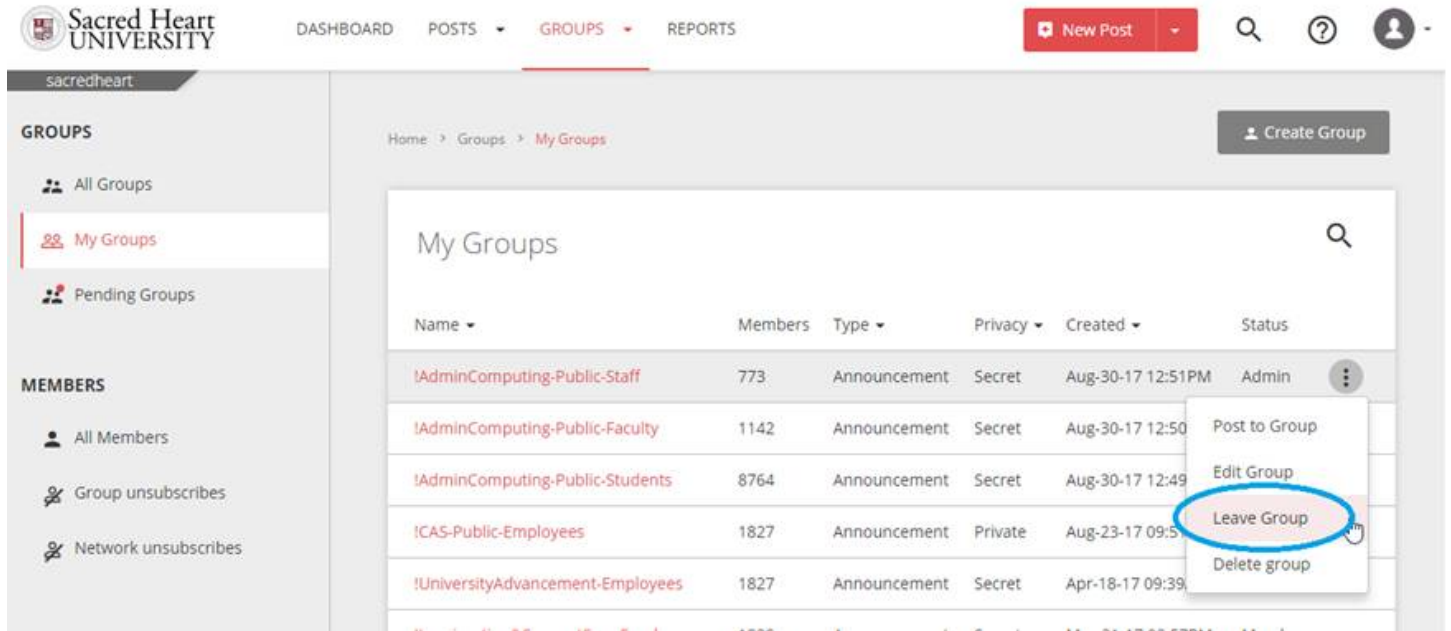 Sacred Heart
UNIVERSITY
DASHBOARD POSTS GROUPS REPORTS
New Post
sacredheart
GROUPS
All Groups
My Groups
Pending Groups
MEMBERS
All Members
Group unsubscribes
Network unsubscribes
Home > Groups > My Groups
Create Group
My Groups
Name Members Type Privacy Created Status
!AdminComputing-Public-Staff 773 Announcement Secret Aug-30-17 12:51PM Admin
!AdminComputing-Public-Faculty 1142 Announcement Secret Aug-30-17 12:50
!AdminComputing-Public-Students 8764 Announcement Secret Aug-30-17 12:49
!CAS-Public-Employees 1827 Announcement Private Aug-23-17 09:5
!UniversityAdvancement-Employees 1827 Announcement Secret Apr-18-17 09:39
Post to Group
Edit Group
Leave Group
Delete group